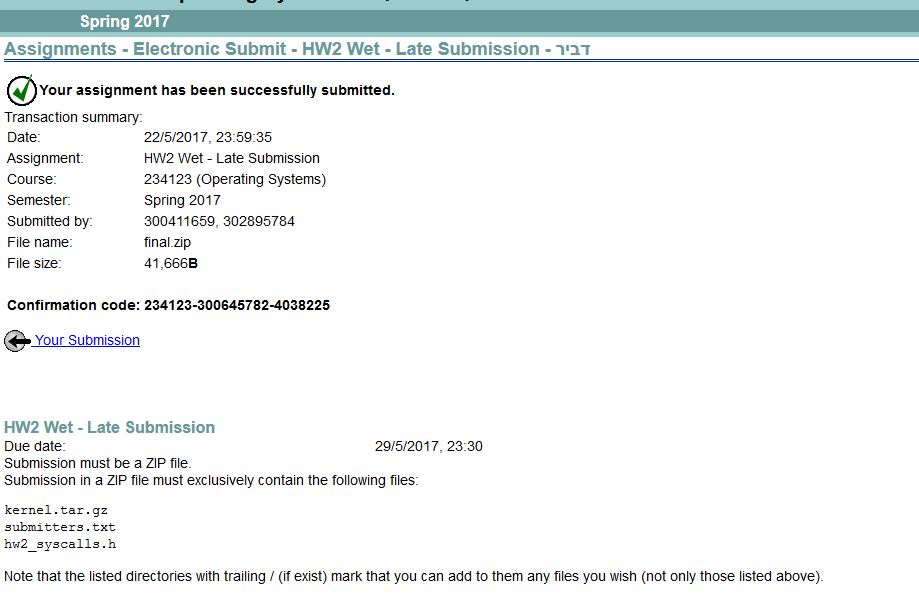 Spring 2017
Assignments - Electronic Submit - HW2 Wet - Late Submission - דביר
Your assignment has been successfully submitted.
Transaction summary:
Date: 22/5/2017, 23:59:35
Assignment: HW2 Wet - Late Submission
Course: 234123 (Operating Systems)
Semester: Spring 2017
Submitted by: 300411659, 302895784
File name: final.zip
File size: 41,666B
Confirmation code: 234123-300645782-4038225
Your Submission
HW2 Wet - Late Submission
Due date: 29/5/2017, 23:30
Submission must be a ZIP file.
Submission in a ZIP file must exclusively contain the following files:
kernel.tar.gz
submitters.txt
hw2_syscalls.h
Note that the listed directories with trailing / (if exist) mark that you can add to them any files you wish (not only those listed above).